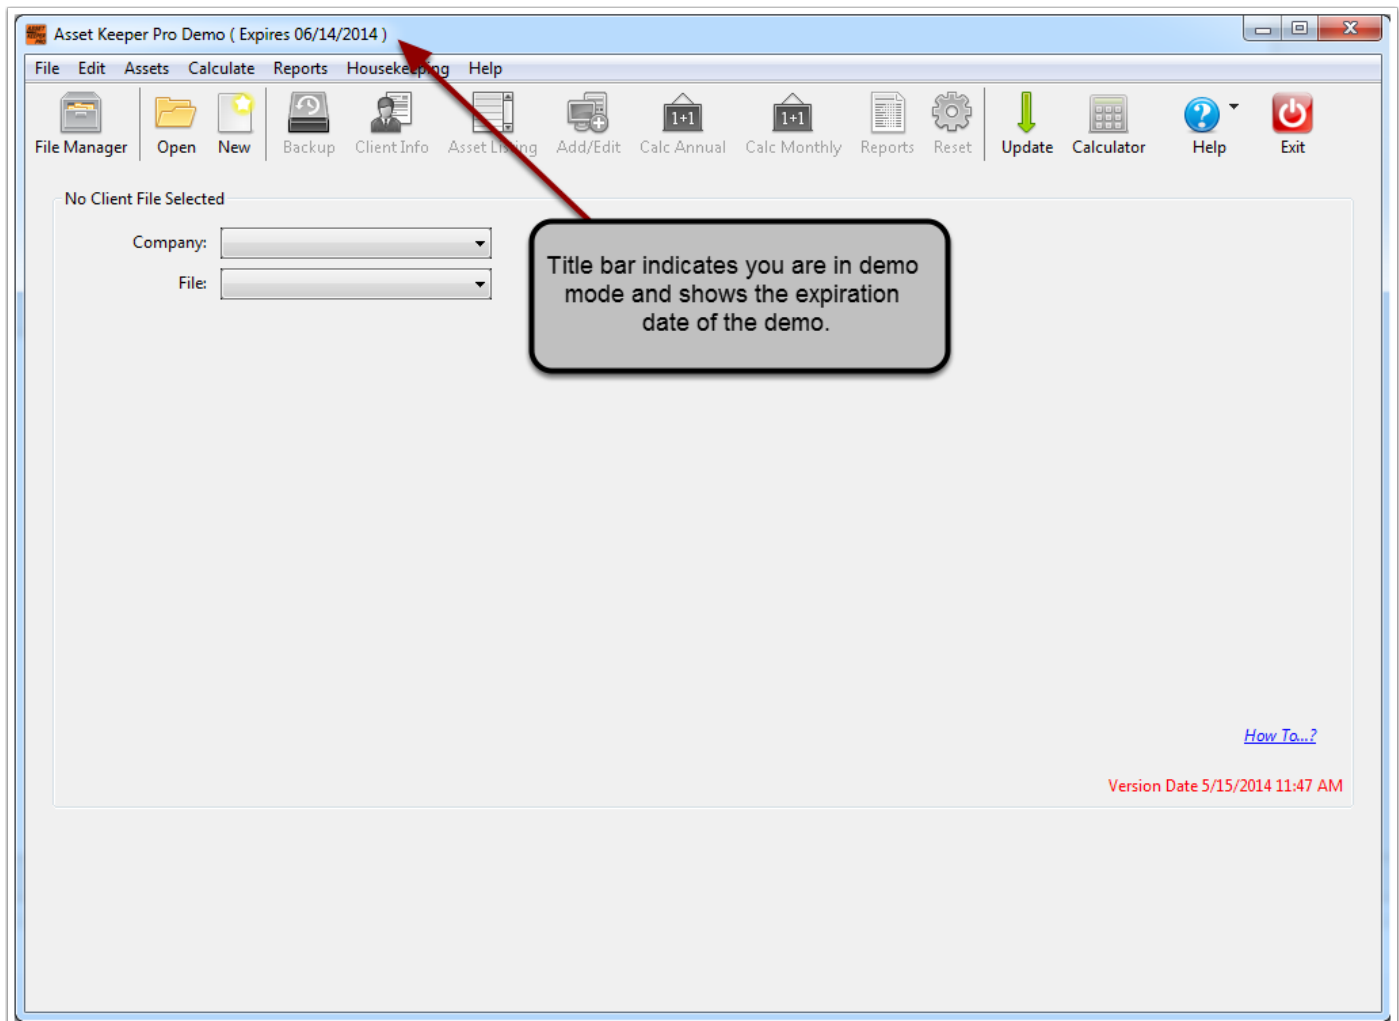 Asset Keeper Pro Demo ( Expires 06/14/2014 )
File Edit Assets Calculate Reports Housekeeping Help
1+1 1+1
File Manager Open New Backup Client Info Asset Listing Add/Edit Calc Annual Calc Monthly Reports Reset Update Calculator Help Exit
No Client File Selected
Company:
File:
Title bar indicates you are in demo
mode and shows the expiration
date of the demo.
How To...?
Version Date 5/15/2014 11:47 AM